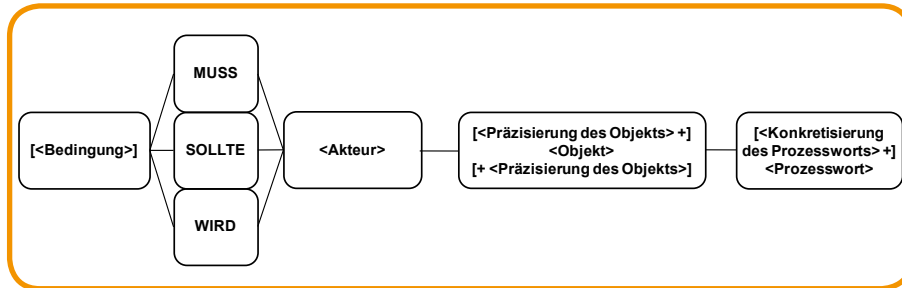 [<Bedingung>]
MUSS
SOLLTE
WIRD
<Akteur>
[<Präzisierung des Objekts> +]
<Objekt>
[+ <Präzisierung des Objekts>]
[<Konkretisierung
des Prozessworts> +]
<Prozesswort>